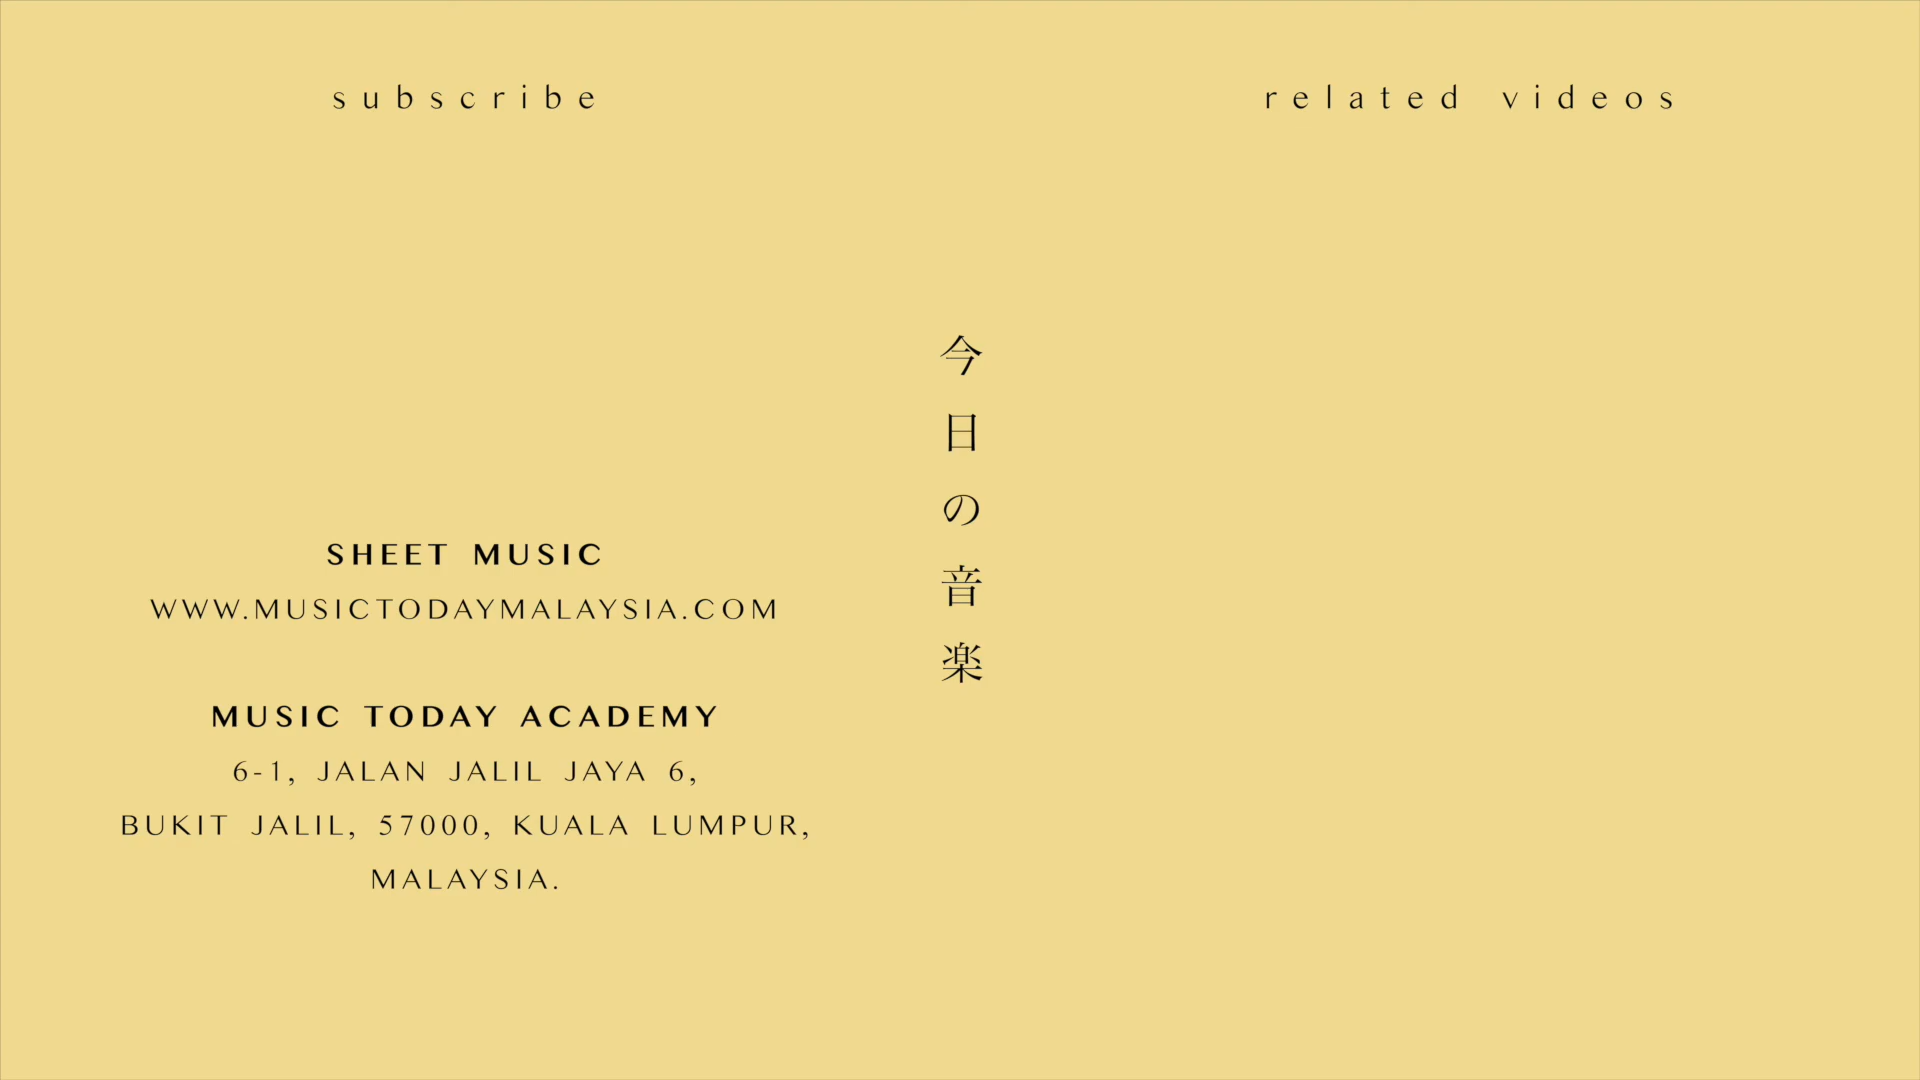 subscribe
related videos
今日の音楽
SHEET MUSIC
WWW.MUSICTODAYMALAYSIA.COM
MUSIC TODAY ACADEMY
6-1, JALAN JALIL JAYA 6,
BUKIT JALIL, 57000, KUALA LUMPUR,
MALAYSIA.